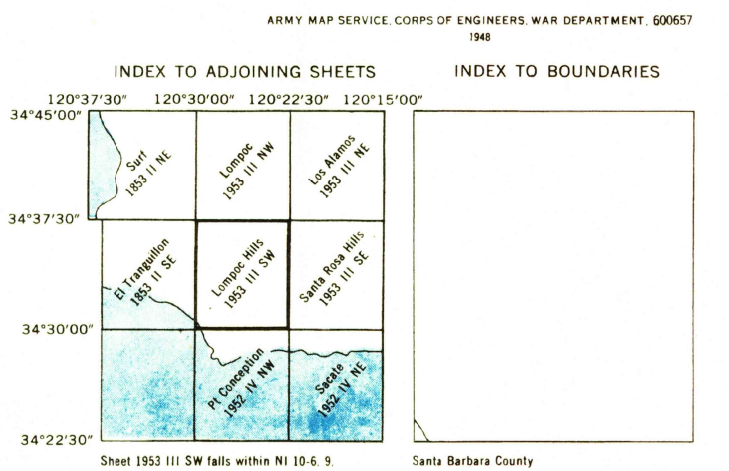 ARMY MAP SERVICE, CORPS OF ENGINEERS, WAR DEPARTMENT, 600657
1948
INDEX TO ADJOINING SHEETS
INDEX TO BOUNDARIES
120°37'30" 120°30'00" 120°22'30" 120°15'00"
34°45'00"
Surf
1853 II NE
Lompoc
1953 III NW
Los Alamos
1953 III NE
34°37'30"
El Tranguillon
1853 II SE
Lompoc Hills
1953 III SW
Santa Rosa Hills
1953 III SE
34°30'00"
Pt Conception
1952 IV NW
Sacate
1952 IV NE
34°22'30"
Sheet 1953 III SW falls within NI 10-6, 9.
Santa Barbara County